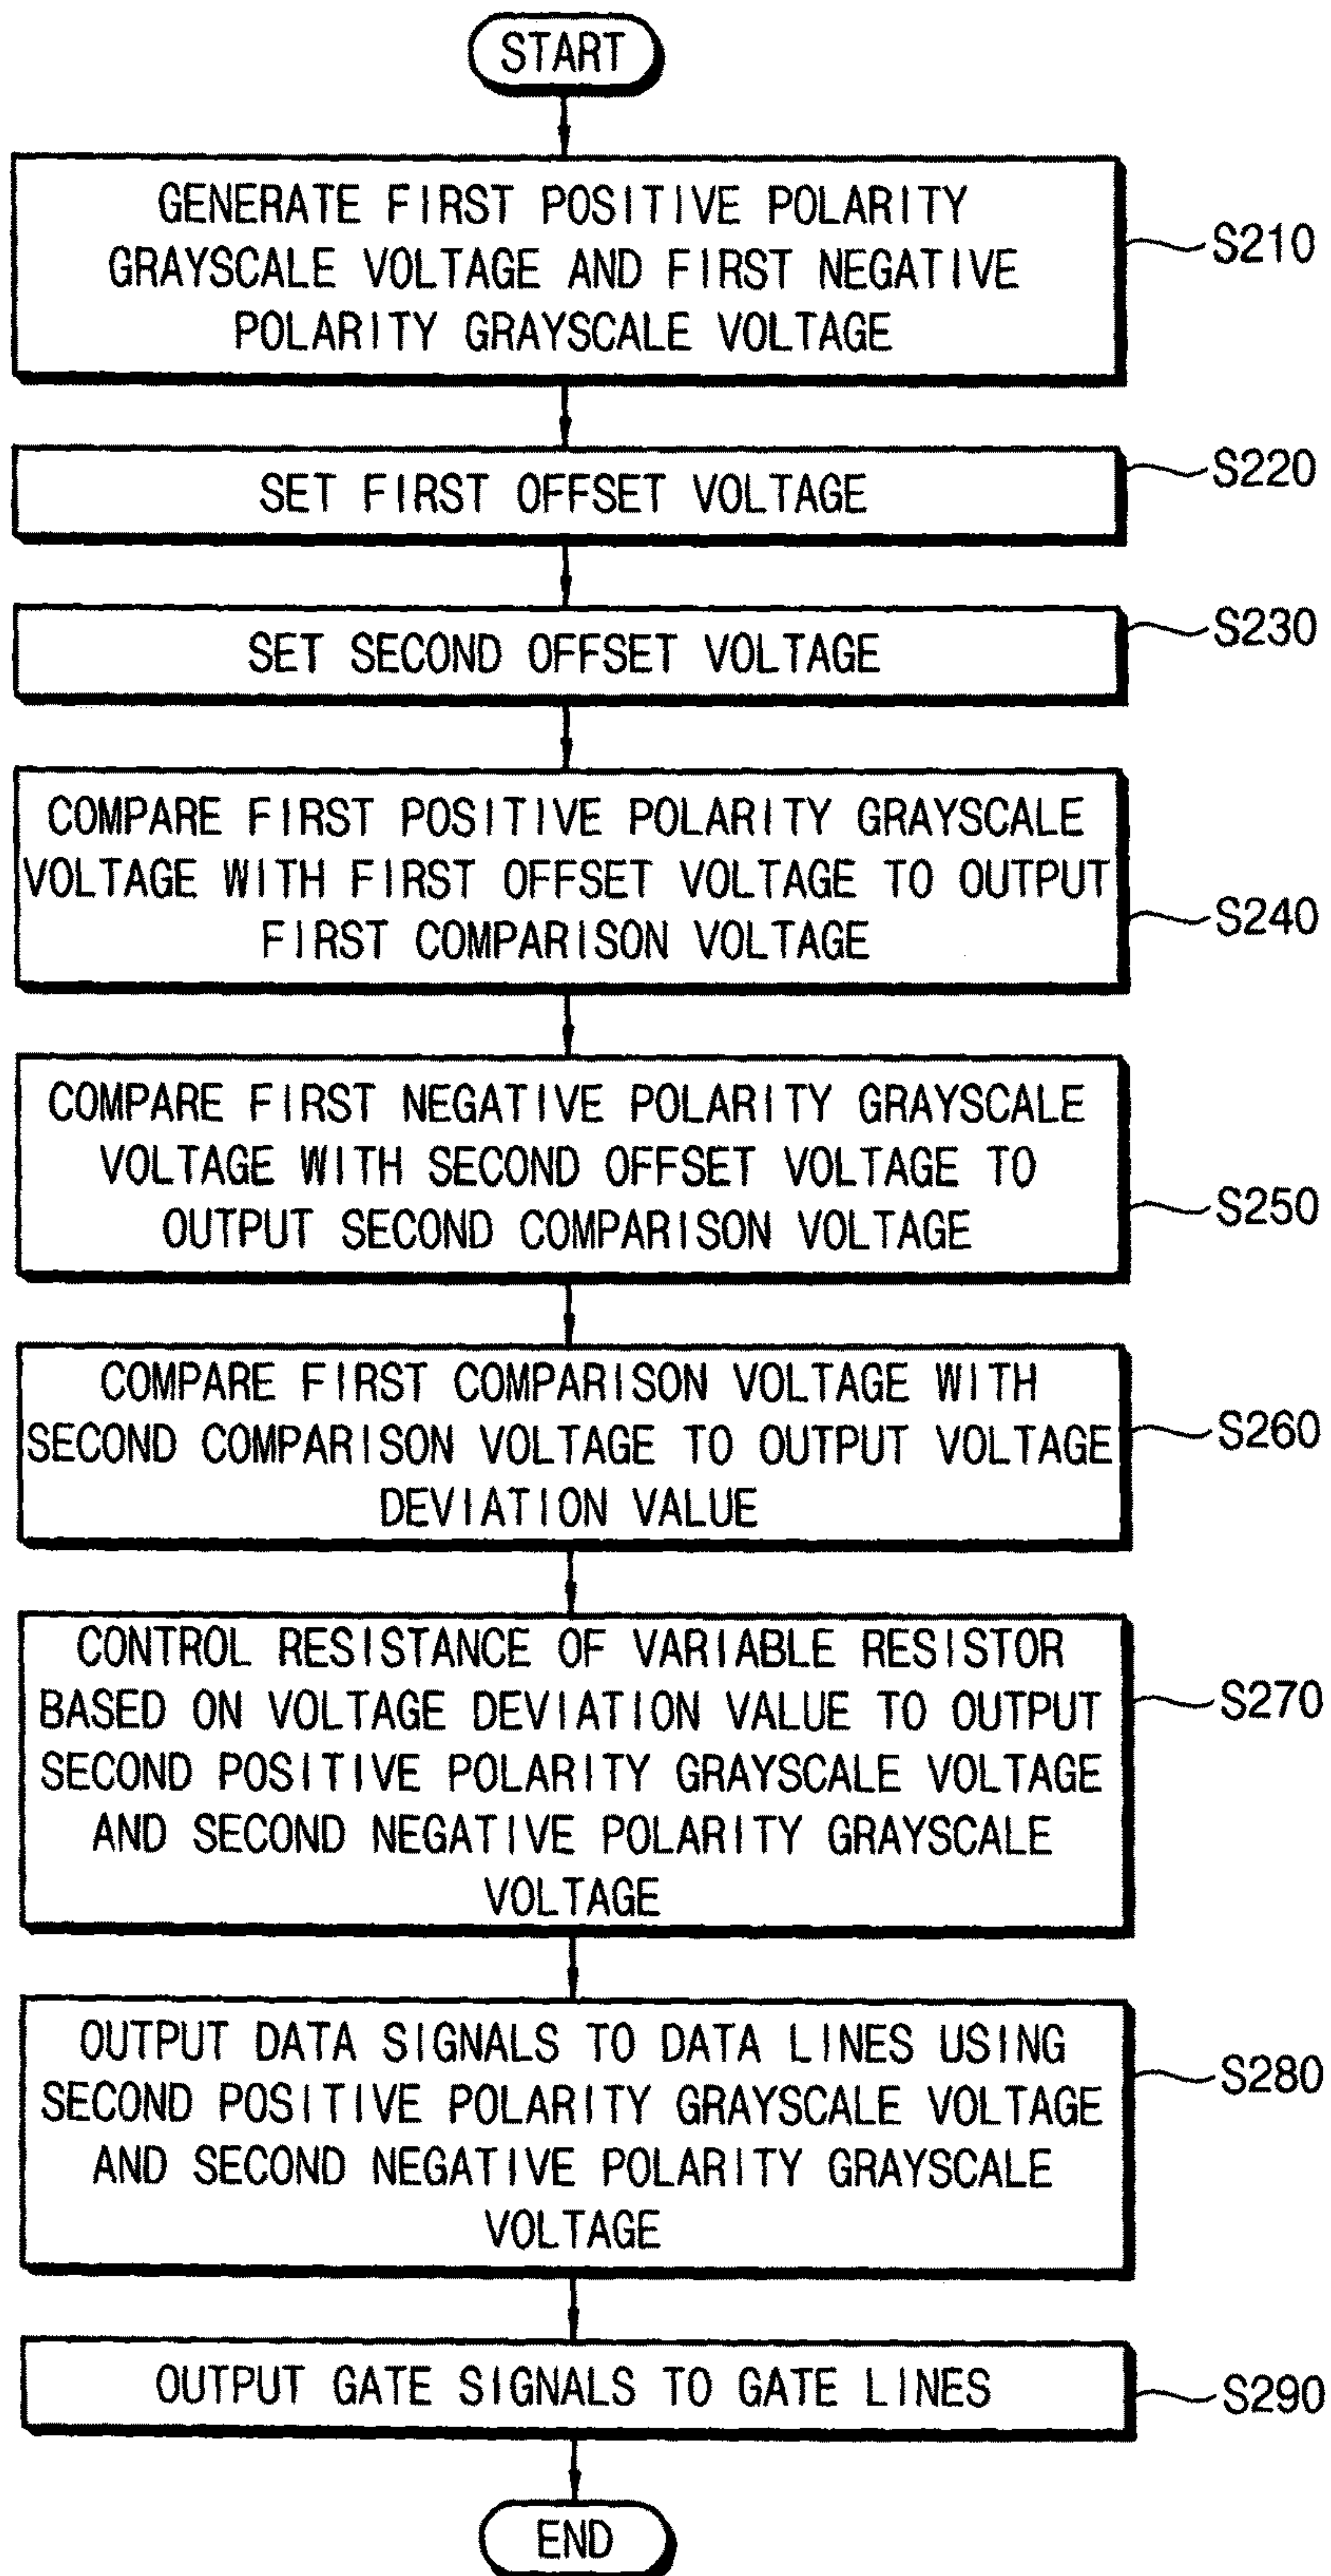 START
GENERATE FIRST POSITIVE POLARITY
GRAYSCALE VOLTAGE AND FIRST NEGATIVE
POLARITY GRAYSCALE VOLTAGE
S210
SET FIRST OFFSET VOLTAGE
S220
SET SECOND OFFSET VOLTAGE
S230
COMPARE FIRST POSITIVE POLARITY GRAYSCALE
VOLTAGE WITH FIRST OFFSET VOLTAGE TO OUTPUT
FIRST COMPARISON VOLTAGE
S240
COMPARE FIRST NEGATIVE POLARITY GRAYSCALE
VOLTAGE WITH SECOND OFFSET VOLTAGE TO
OUTPUT SECOND COMPARISON VOLTAGE
S250
COMPARE FIRST COMPARISON VOLTAGE WITH
SECOND COMPARISON VOLTAGE TO OUTPUT VOLTAGE
DEVIATION VALUE
S260
CONTROL RESISTANCE OF VARIABLE RESISTOR
BASED ON VOLTAGE DEVIATION VALUE TO OUTPUT
SECOND POSITIVE POLARITY GRAYSCALE VOLTAGE
AND SECOND NEGATIVE POLARITY GRAYSCALE
VOLTAGE
S270
OUTPUT DATA SIGNALS TO DATA LINES USING
SECOND POSITIVE POLARITY GRAYSCALE VOLTAGE
AND SECOND NEGATIVE POLARITY GRAYSCALE
VOLTAGE
S280
OUTPUT GATE SIGNALS TO GATE LINES
S290
END